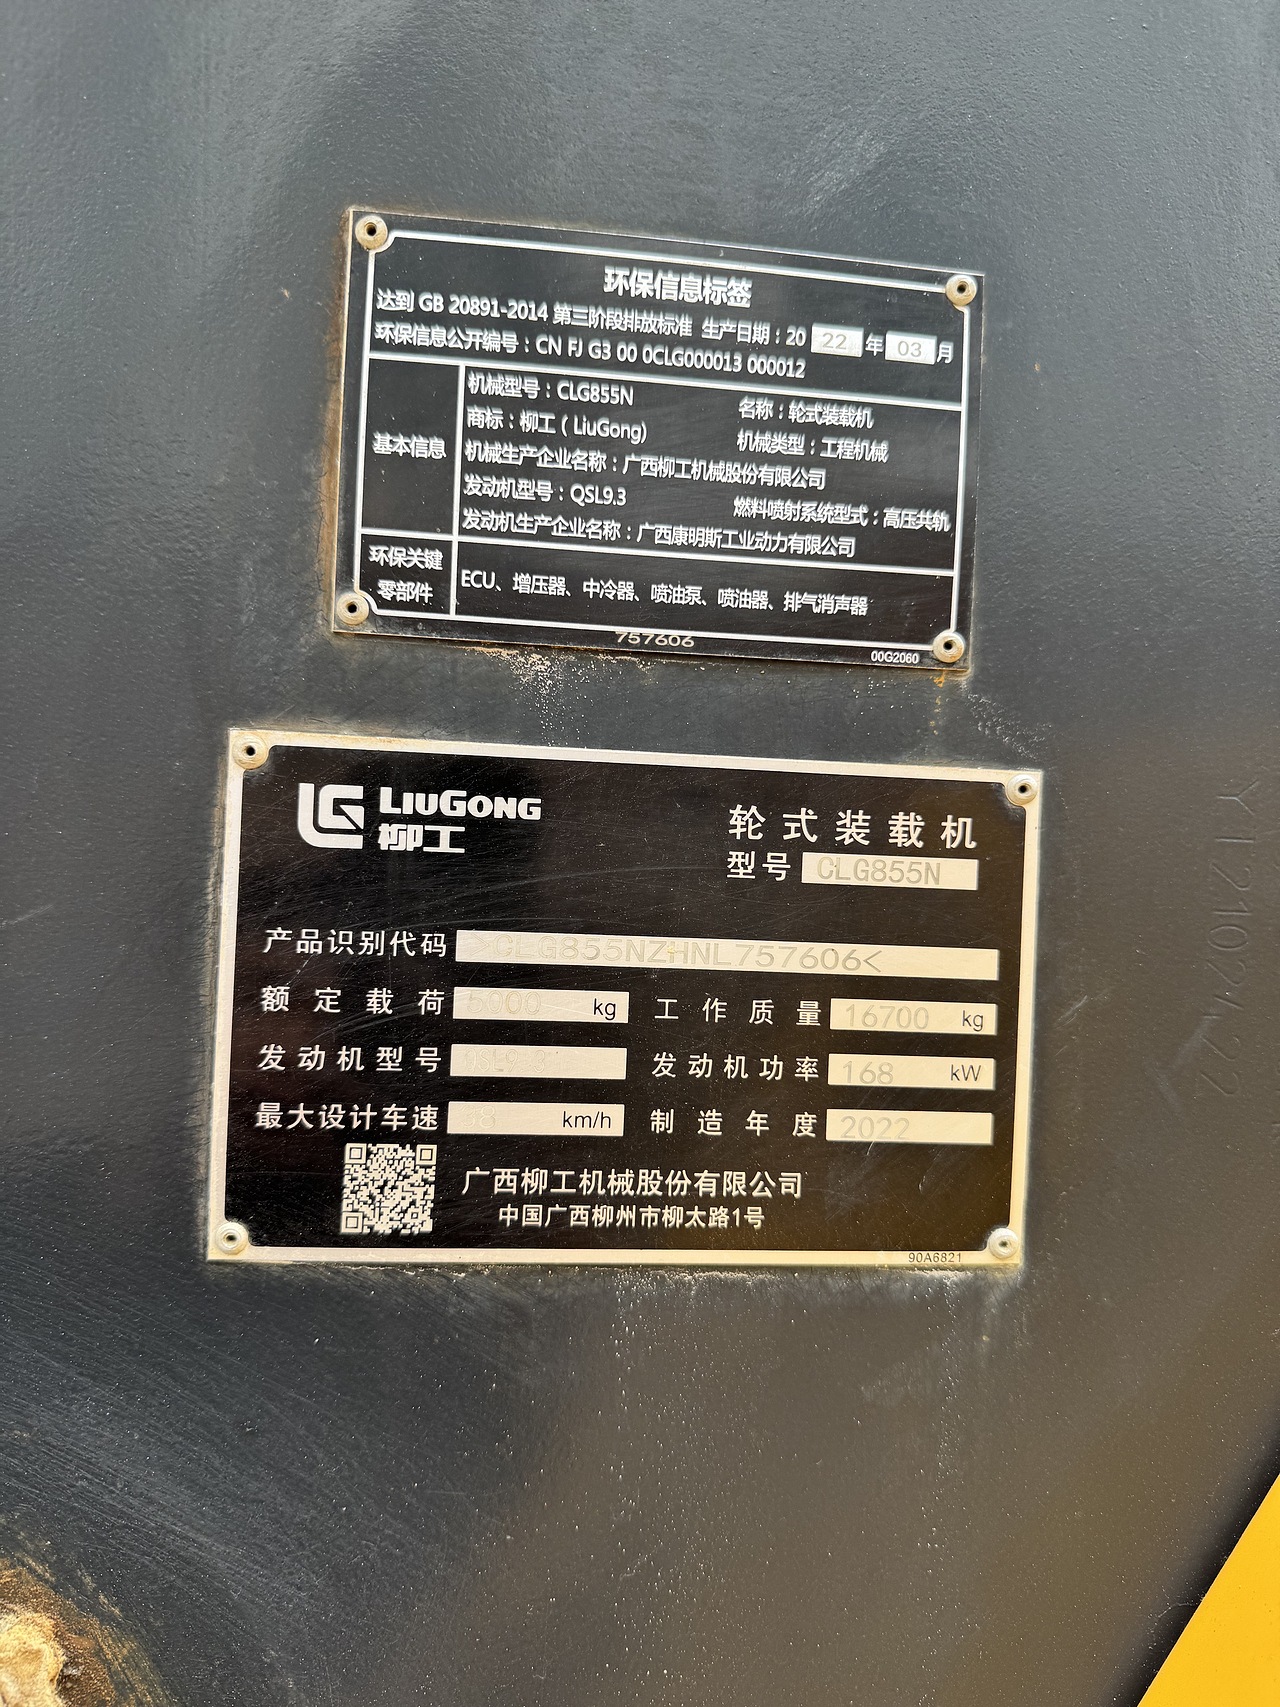 环保信息标签
达到 GB 20891-2014 第三阶段排放标准 生产日期：20 22 年 03 月
环保信息公开编号：CN FJ G3 00 0CLG000013 000012
基本信息
机械型号：CLG855N 名称：轮式装载机
商标：柳工（LiuGong） 机械类型：工程机械
机械生产企业名称：广西柳工机械股份有限公司
发动机型号：QSL9.3 燃料喷射系统型式：高压共轨
发动机生产企业名称：广西康明斯工业动力有限公司
环保关键
零部件
ECU、增压器、中冷器、喷油泵、喷油器、排气消声器
757606
00G2060
LIUGONG
柳工
轮式装载机
型号 CLG855N
产品识别代码 >CLG855NZHNL757606<
额定载荷 5000 kg 工作质量 16700 kg
发动机型号 QSL9.3 发动机功率 168 kW
最大设计车速 38 km/h 制造年度 2022
广西柳工机械股份有限公司
中国广西柳州市柳太路1号
90A6821